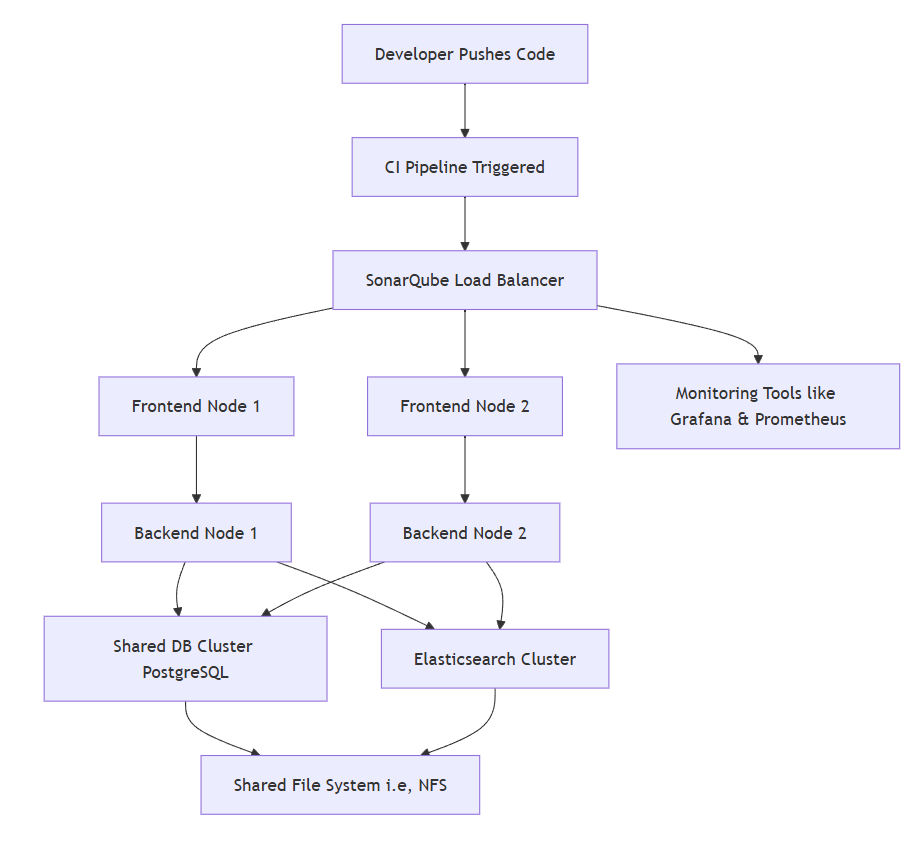 Developer Pushes Code
CI Pipeline Triggered
SonarQube Load Balancer
Frontend Node 1
Frontend Node 2
Monitoring Tools like
Grafana & Prometheus
Backend Node 1
Backend Node 2
Shared DB Cluster
PostgreSQL
Elasticsearch Cluster
Shared File System i.e, NFS